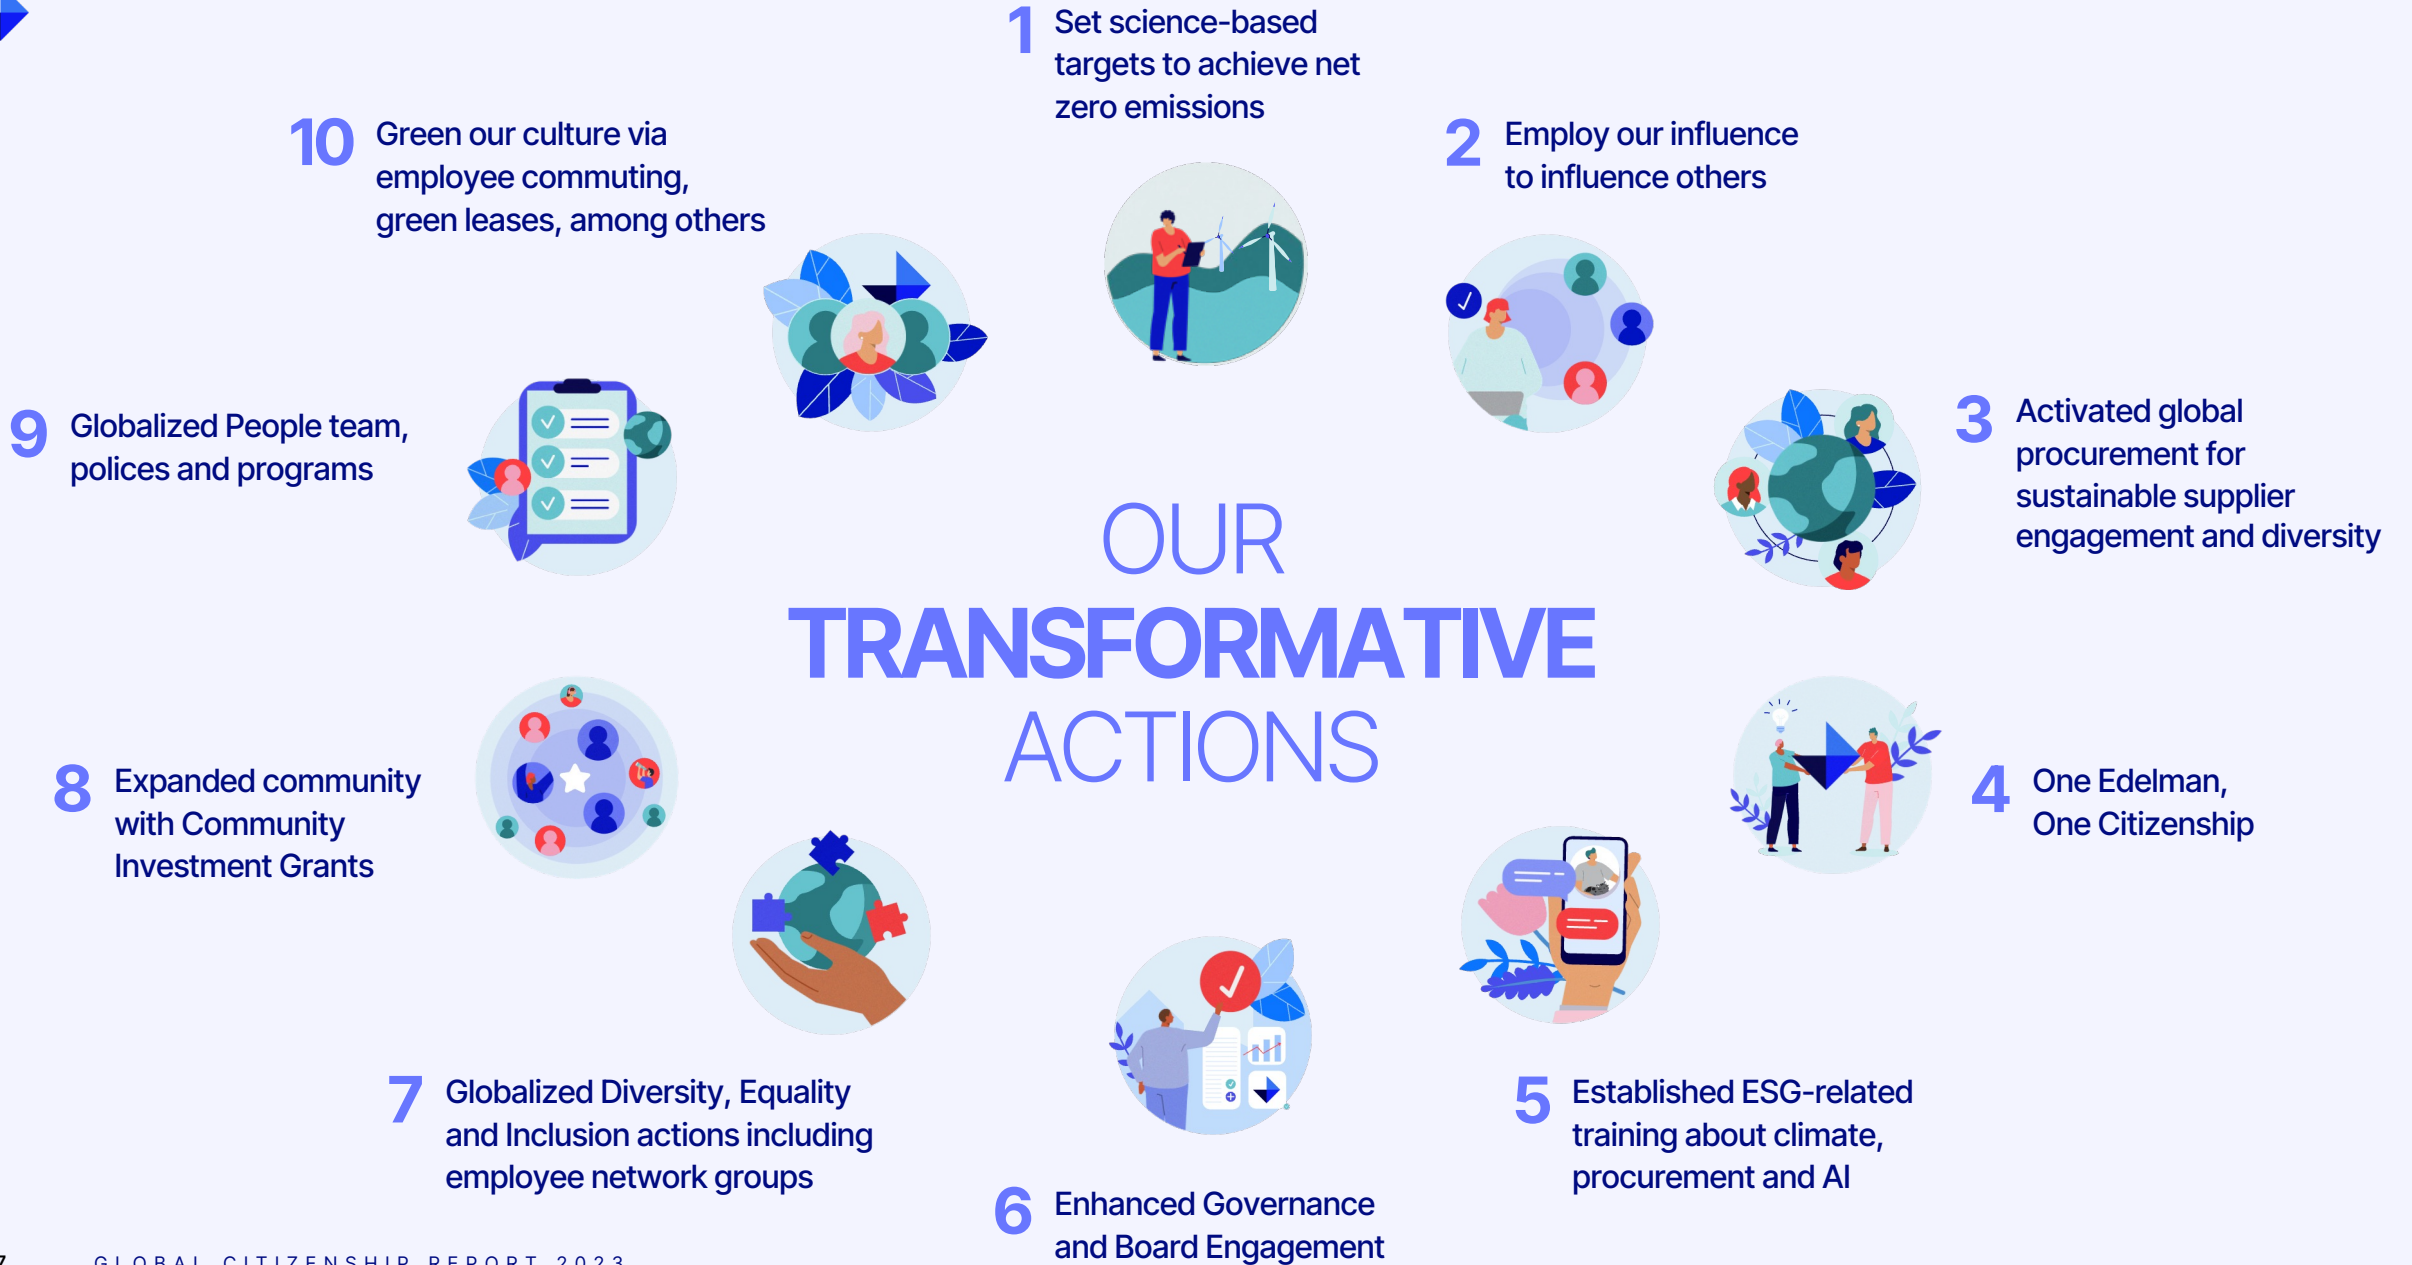 1
Set science-based
targets to achieve net
zero emissions
2
Employ our influence
to influence others
3
Activated global
procurement for
sustainable supplier
engagement and diversity
4
One Edelman,
One Citizenship
5
Established ESG-related
training about climate,
procurement and AI
6
Enhanced Governance
and Board Engagement
7
Globalized Diversity, Equality
and Inclusion actions including
employee network groups
8
Expanded community
with Community
Investment Grants
9
Globalized People team,
polices and programs
10
Green our culture via
employee commuting,
green leases, among others
OUR
TRANSFORMATIVE
ACTIONS
7
GLOBAL CITIZENSHIP REPORT 2023